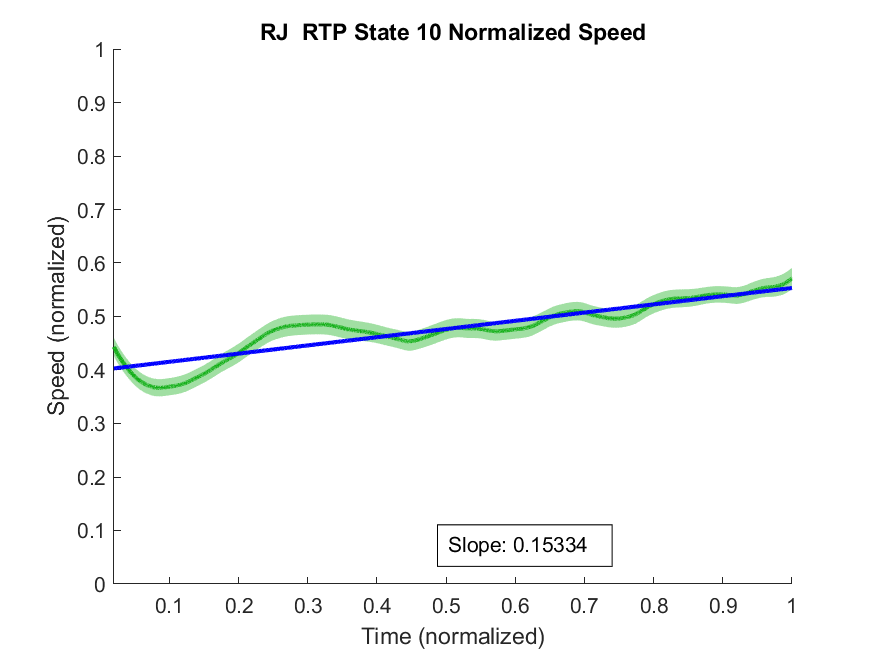 RJ  RTP State 10 Normalized Speed
1
0.9
0.8
0.7
0.6
0.5
0.4
0.3
0.2
0.1
0
Speed (normalized)
Slope: 0.15334
0.1 0.2 0.3 0.4 0.5 0.6 0.7 0.8 0.9 1
Time (normalized)